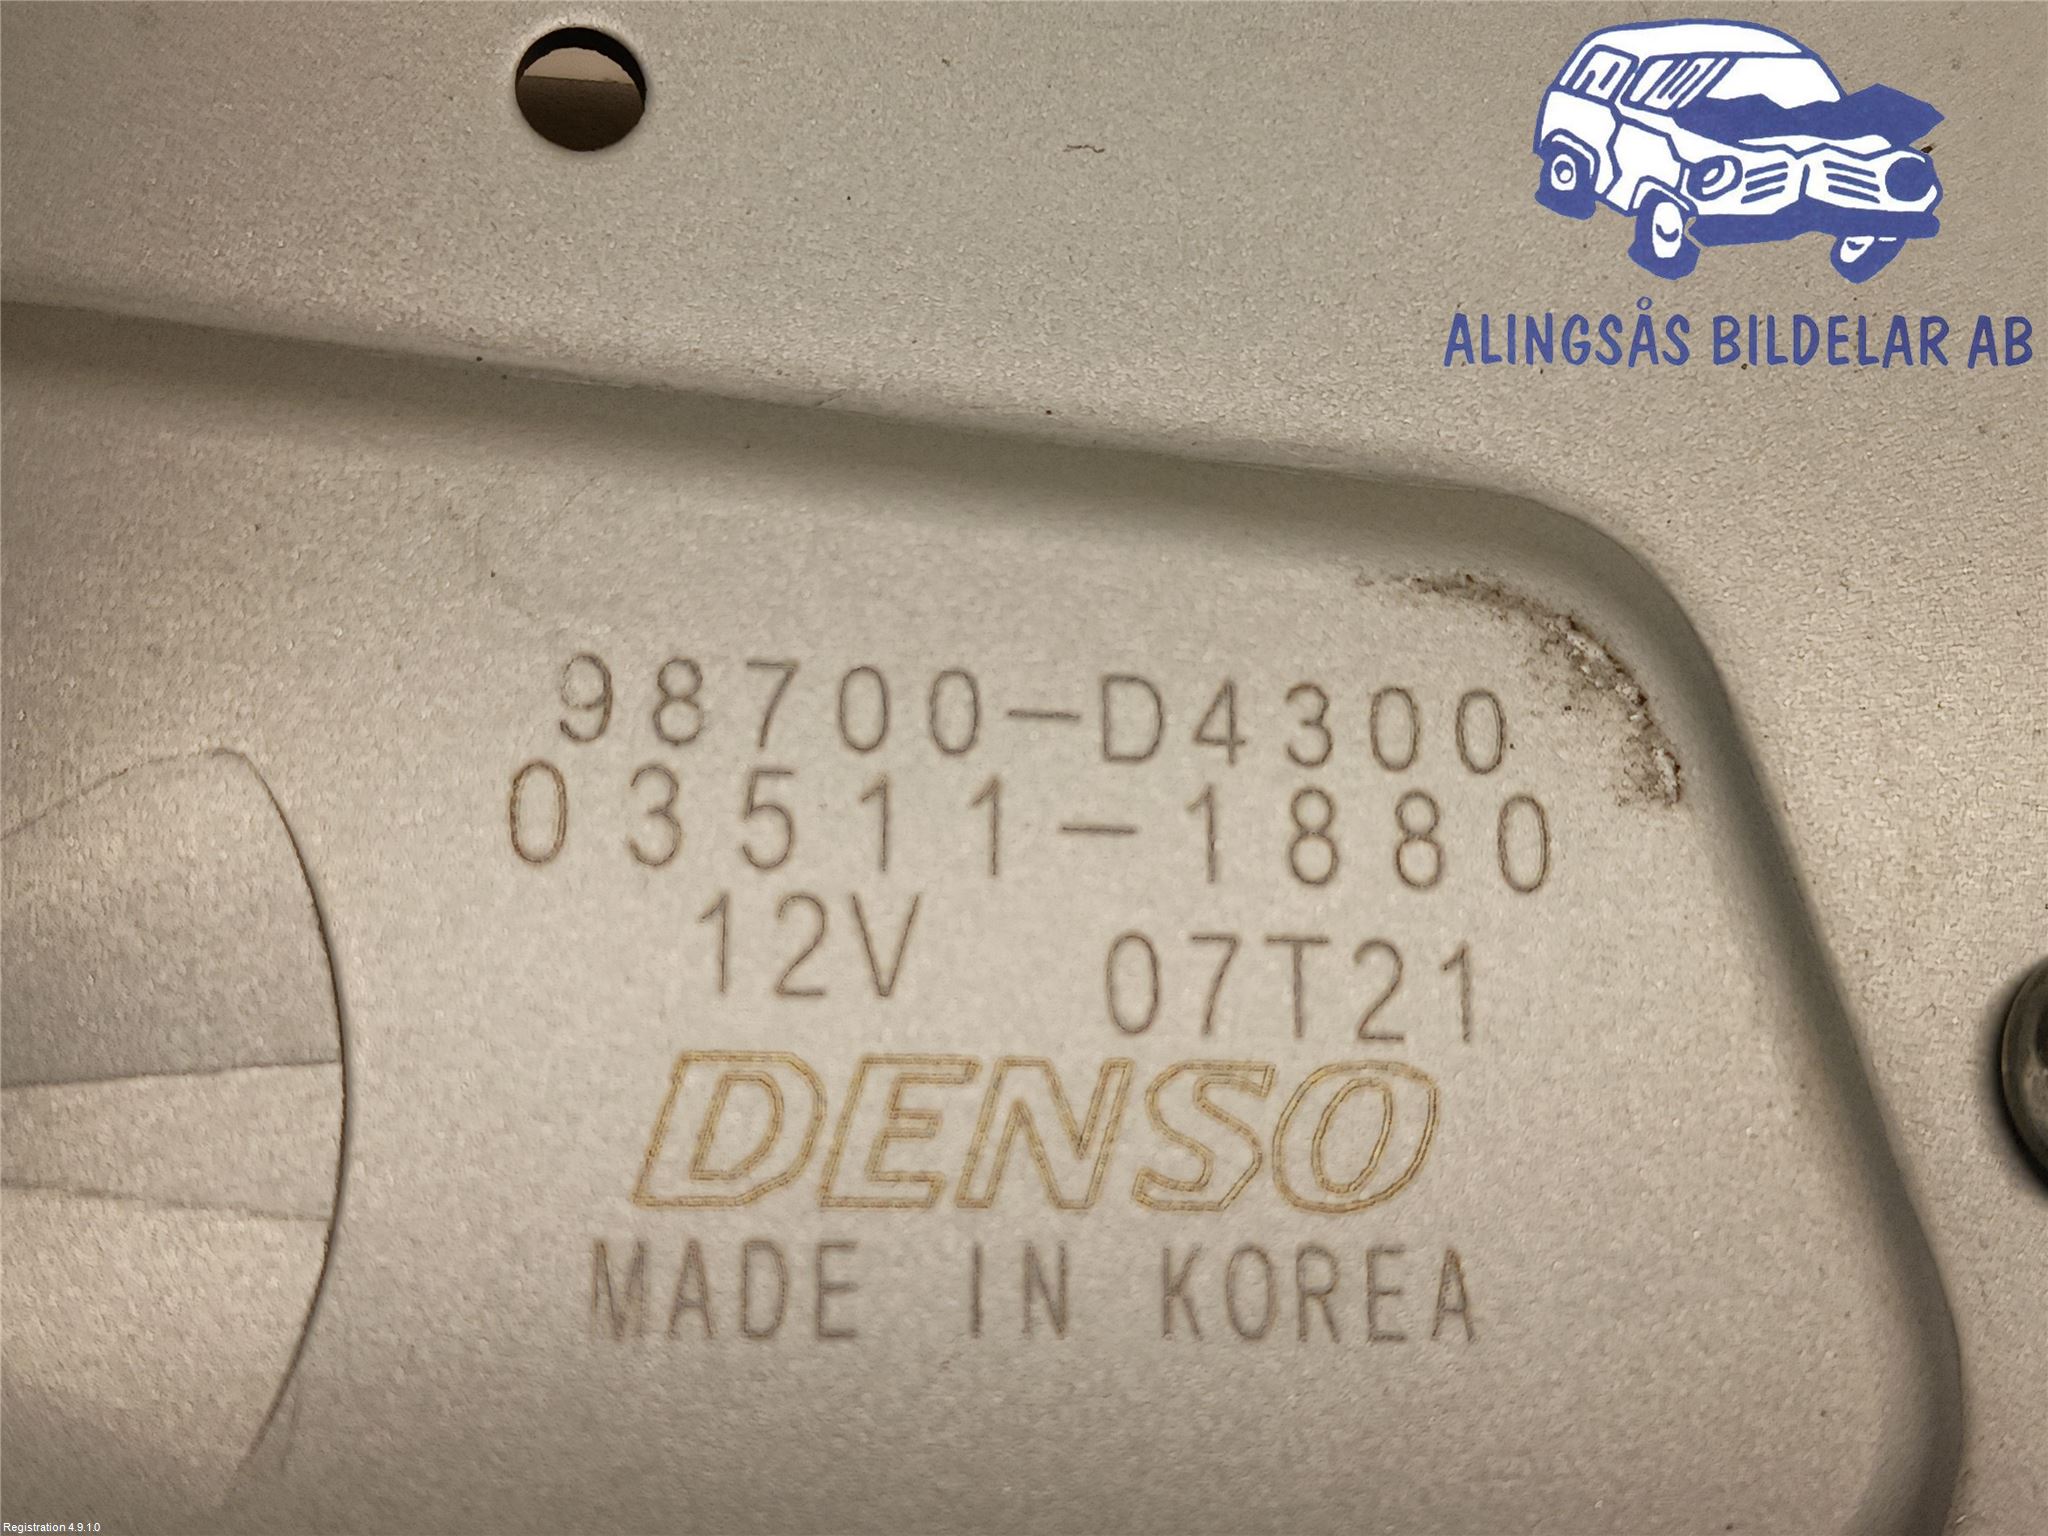 ALINGSÅS BILDELAR AB
98700-D4300
03511-1880
12V 07T21
DENSO
MADE IN KOREA
Registration 4.9.1.0